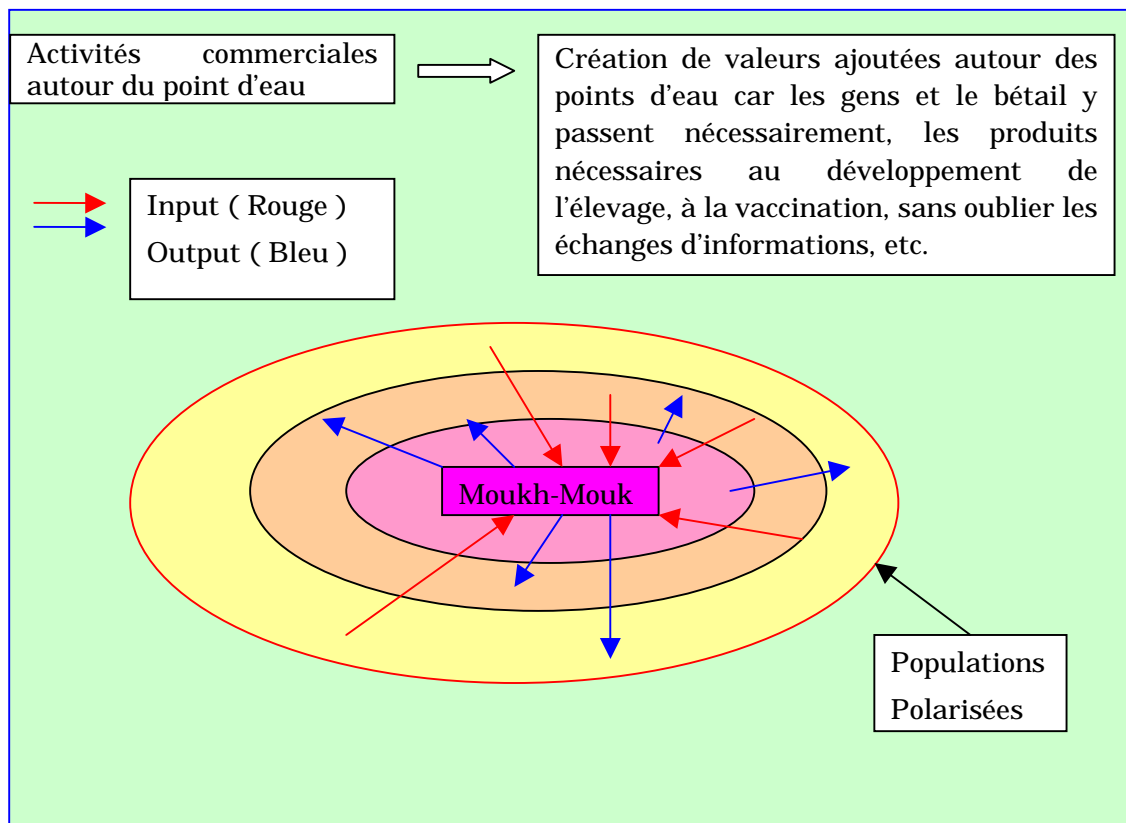 Activités commerciales
autour du point d'eau
Création de valeurs ajoutées autour des
points d'eau car les gens et le bétail y
passent nécessairement, les produits
nécessaires au développement de
l'élevage, à la vaccination, sans oublier les
échanges d'informations, etc.
Input ( Rouge )
Output ( Bleu )
Moukh-Mouk
Populations
Polarisées